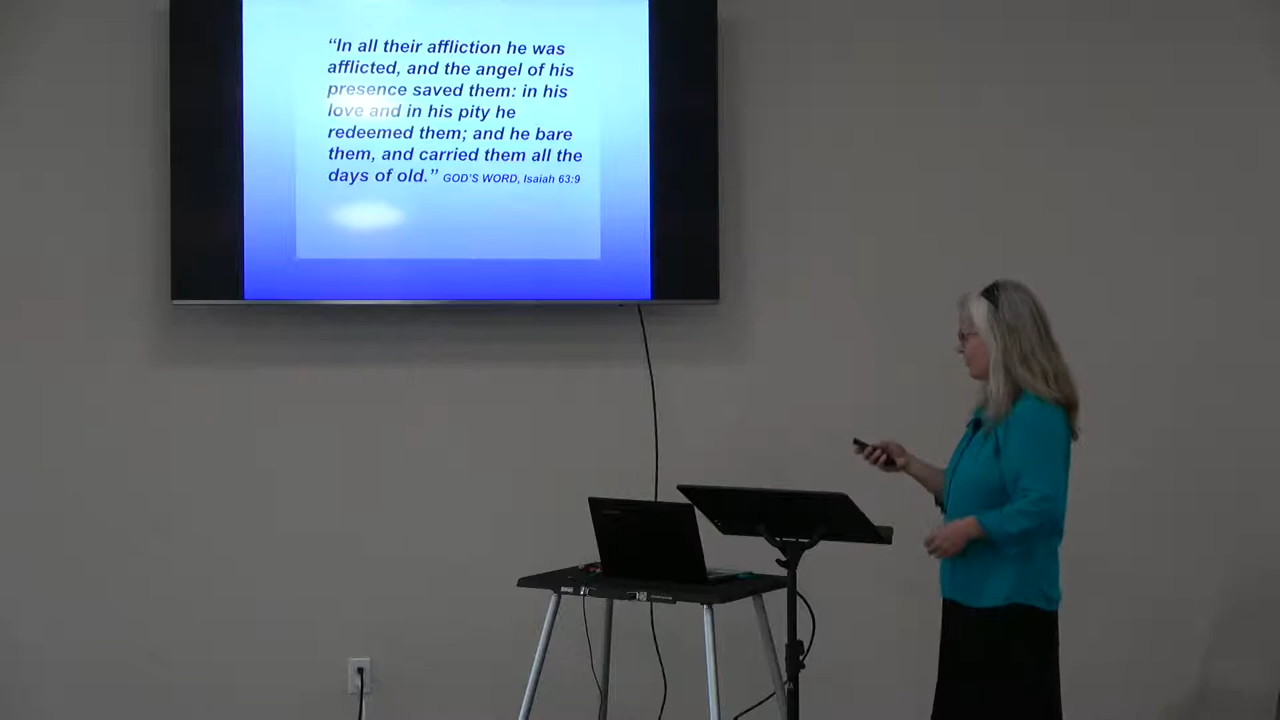 “In all their affliction he was
afflicted, and the angel of his
presence saved them: in his
love and in his pity he
redeemed them; and he bare
them, and carried them all the
days of old.” GOD'S WORD, Isaiah 63:9